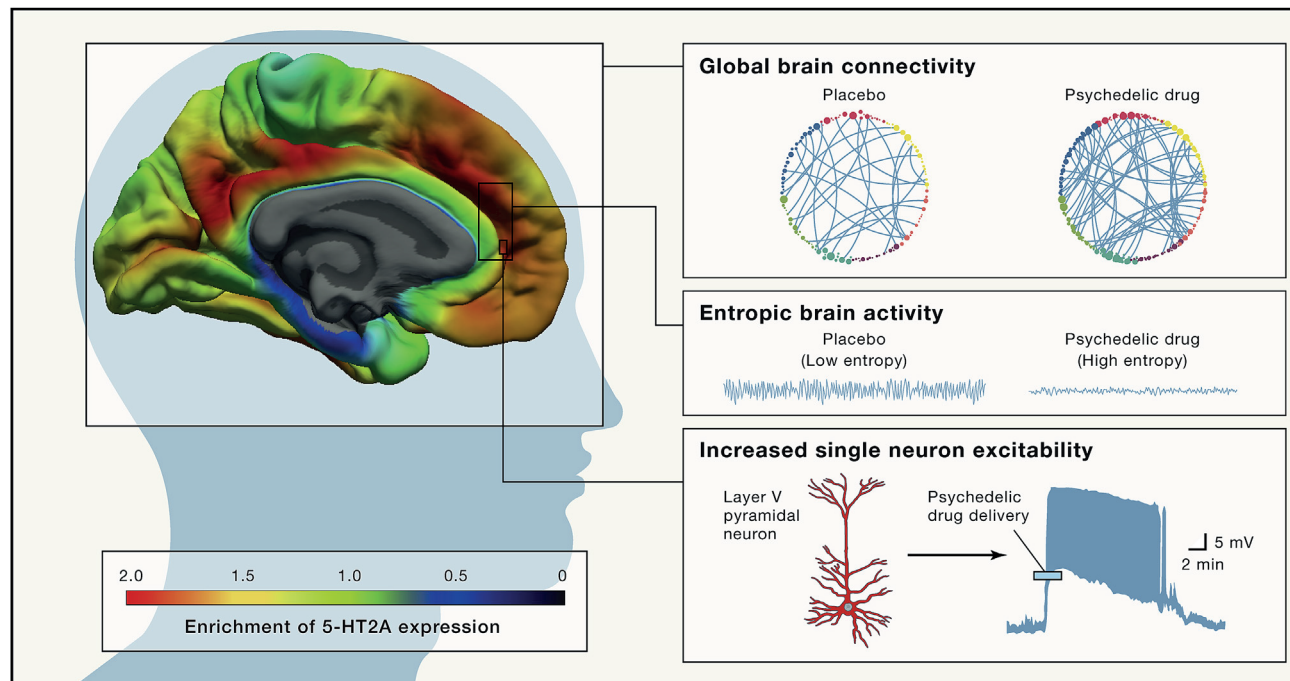 Global brain connectivity
Placebo
Psychedelic drug
Entropic brain activity
Placebo
(Low entropy)
Psychedelic drug
(High entropy)
Increased single neuron excitability
Layer V
pyramidal
neuron
Psychedelic
drug delivery
5 mV
2 min
2.0 1.5 1.0 0.5 0
Enrichment of 5-HT2A expression